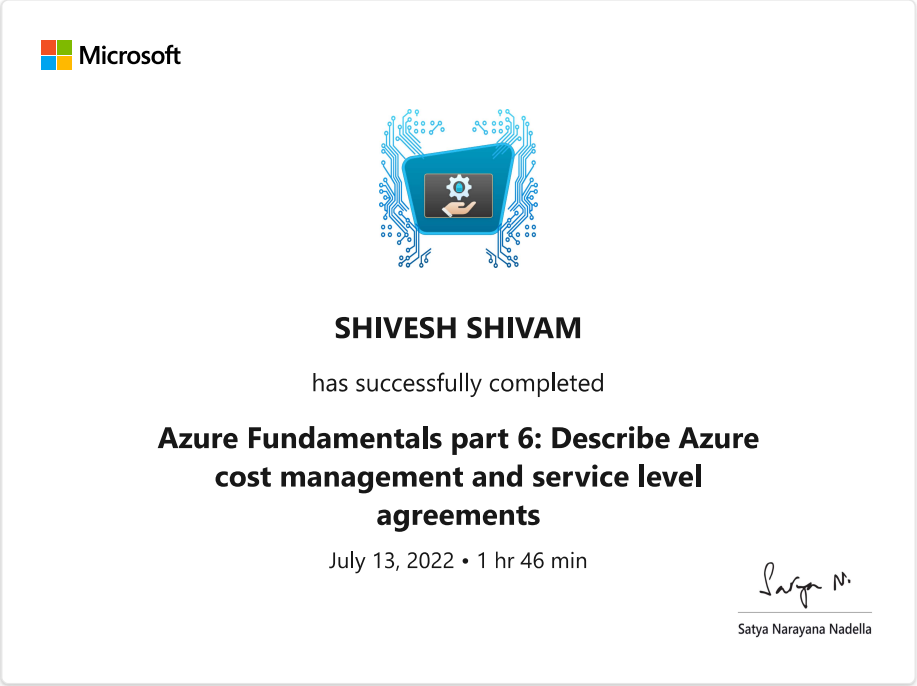 Microsoft
SHIVESH SHIVAM
has successfully completed
Azure Fundamentals part 6: Describe Azure
cost management and service level
agreements
July 13, 2022 • 1 hr 46 min
Satya N.
Satya Narayana Nadella